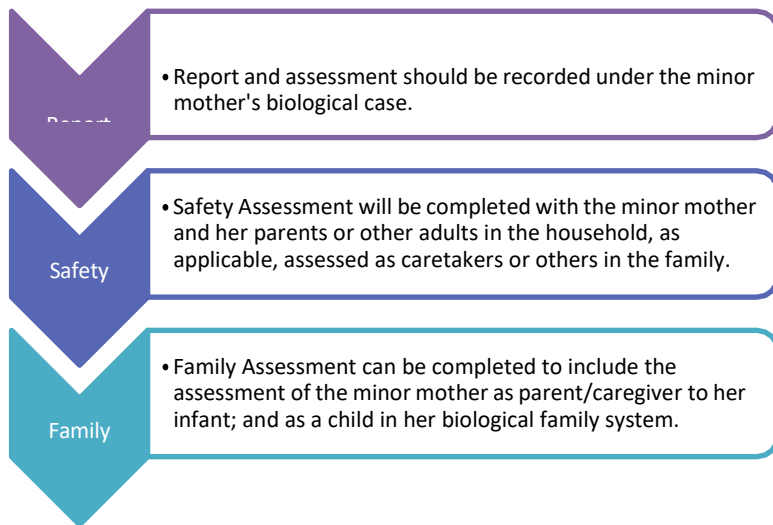 Report
• Report and assessment should be recorded under the minor
mother's biological case.
Safety
• Safety Assessment will be completed with the minor mother
and her parents or other adults in the household, as
applicable, assessed as caretakers or others in the family.
Family
• Family Assessment can be completed to include the
assessment of the minor mother as parent/caregiver to her
infant; and as a child in her biological family system.